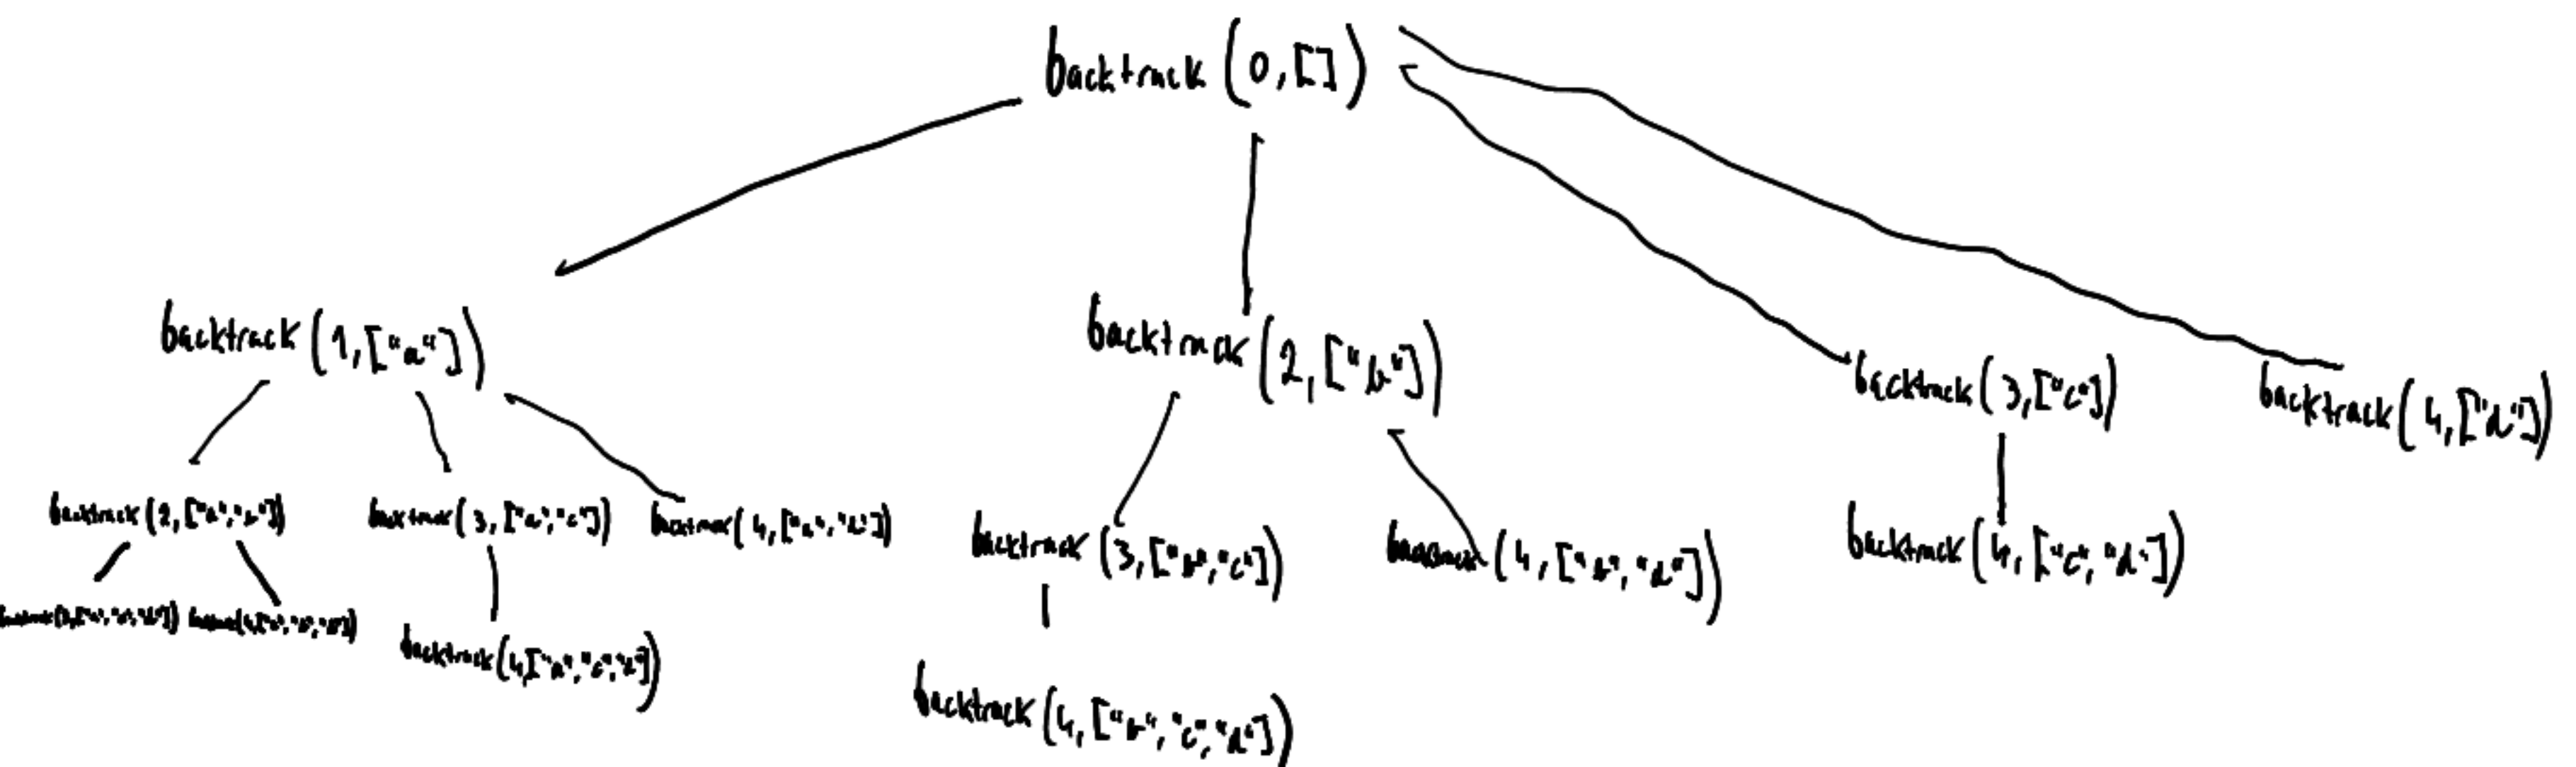 backtrack(0,[])
backtrack(1,["a"])
backtrack(2,["b"])
backtrack(3,["c"])
backtrack(4,["d"])
backtrack(2,["a","b"])
backtrack(3,["a","c"])
backtrack(4,["a","d"])
backtrack(3,["b","c"])
backtrack(4,["b","d"])
backtrack(4,["c","d"])
backtrack(4,["a","c","d"])
backtrack(4,["b","c","d"])